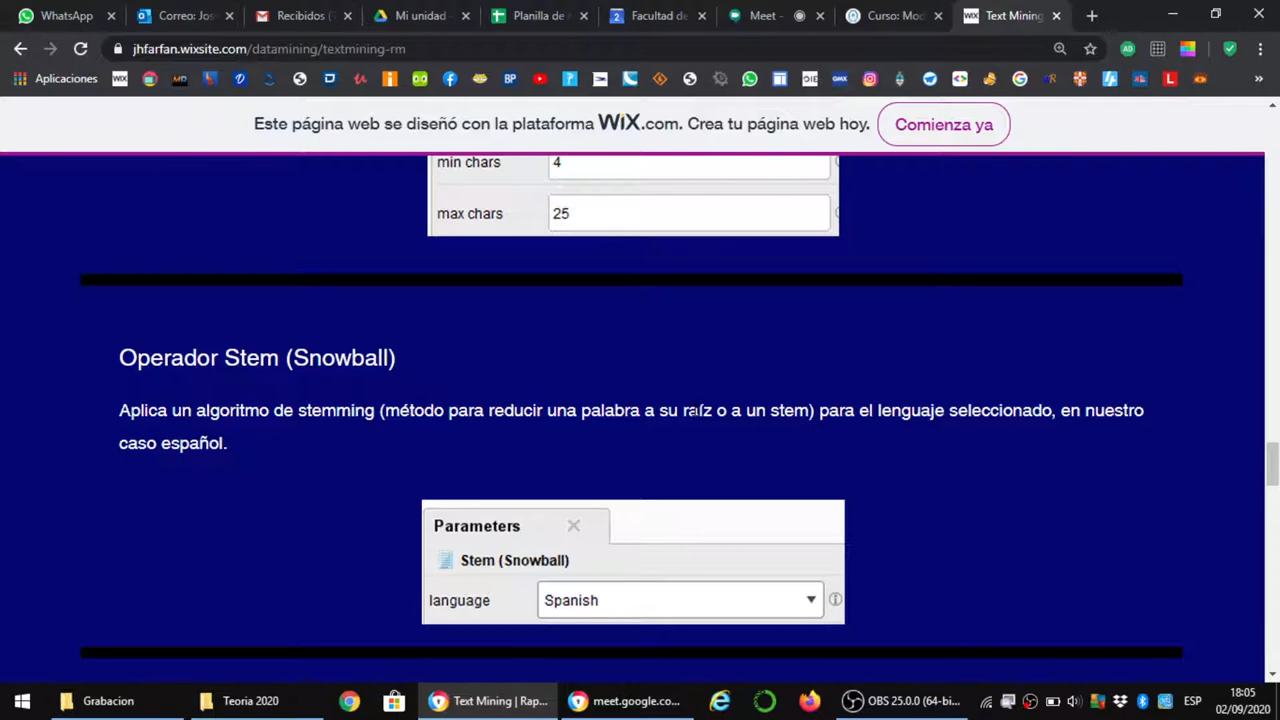 WhatsApp
Correo: Jos
Recibidos (
Mi unidad -
Planilla de
Facultad de
Meet -
Curso: Mod
Text Mining
jhfarfan.wixsite.com/datamining/textmining-rm
Aplicaciones
Este página web se diseñó con la plataforma WiX.com. Crea tu página web hoy.
Comienza ya
min chars 4
max chars 25
Operador Stem (Snowball)
Aplica un algoritmo de stemming (método para reducir una palabra a su raíz o a un stem) para el lenguaje seleccionado, en nuestro
caso español.
Parameters
Stem (Snowball)
language Spanish
Grabacion
Teoria 2020
Text Mining | Rap...
meet.google.co...
OBS 25.0.0 (64-bi...
ESP
18:05
02/09/2020